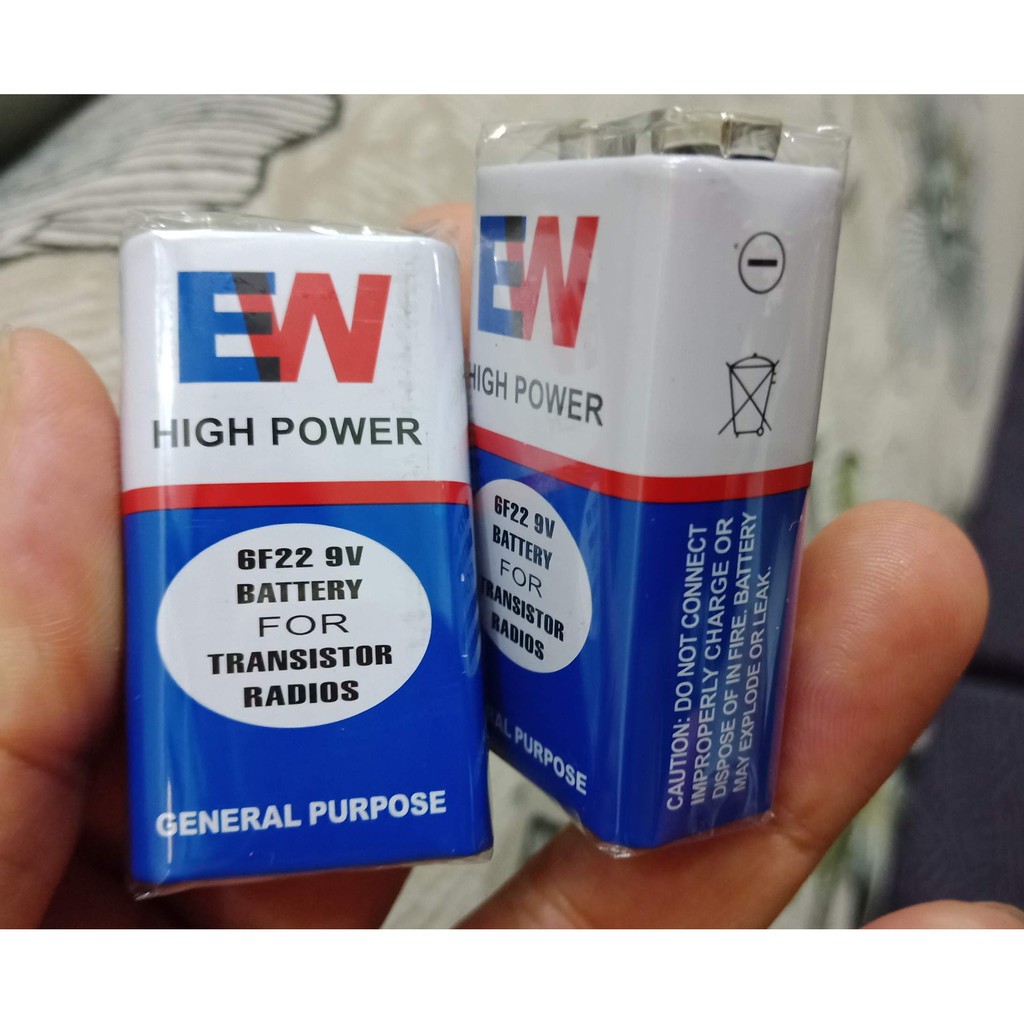 EW
HIGH POWER
6F22 9V
BATTERY
FOR
TRANSISTOR
RADIOS
GENERAL PURPOSE
EW
HIGH POWER
6F22 9V
BATTERY
FOR
TRANSISTOR
RADIOS
PURPOSE
CAUTION: DO NOT CONNECT
IMPROPERLY CHARGE OR
DISPOSE OF IN FIRE. BATTERY
MAY EXPLODE OR LEAK.